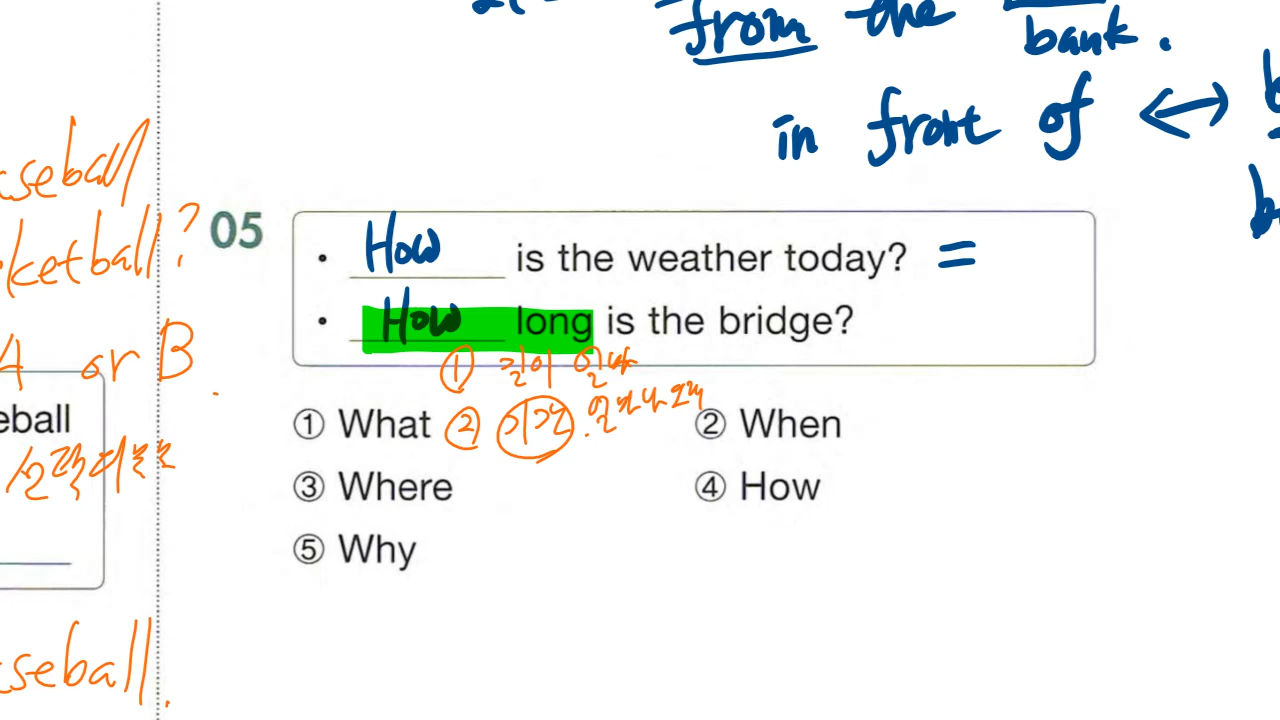 from the
bank.
in front of ↔
seball
ketball?
A or B.
eball
seball.
05
• How is the weather today? =
• How long is the bridge?
① 길이 얼마
② 기간. 얼마나 오래
① What
② When
③ Where
④ How
⑤ Why